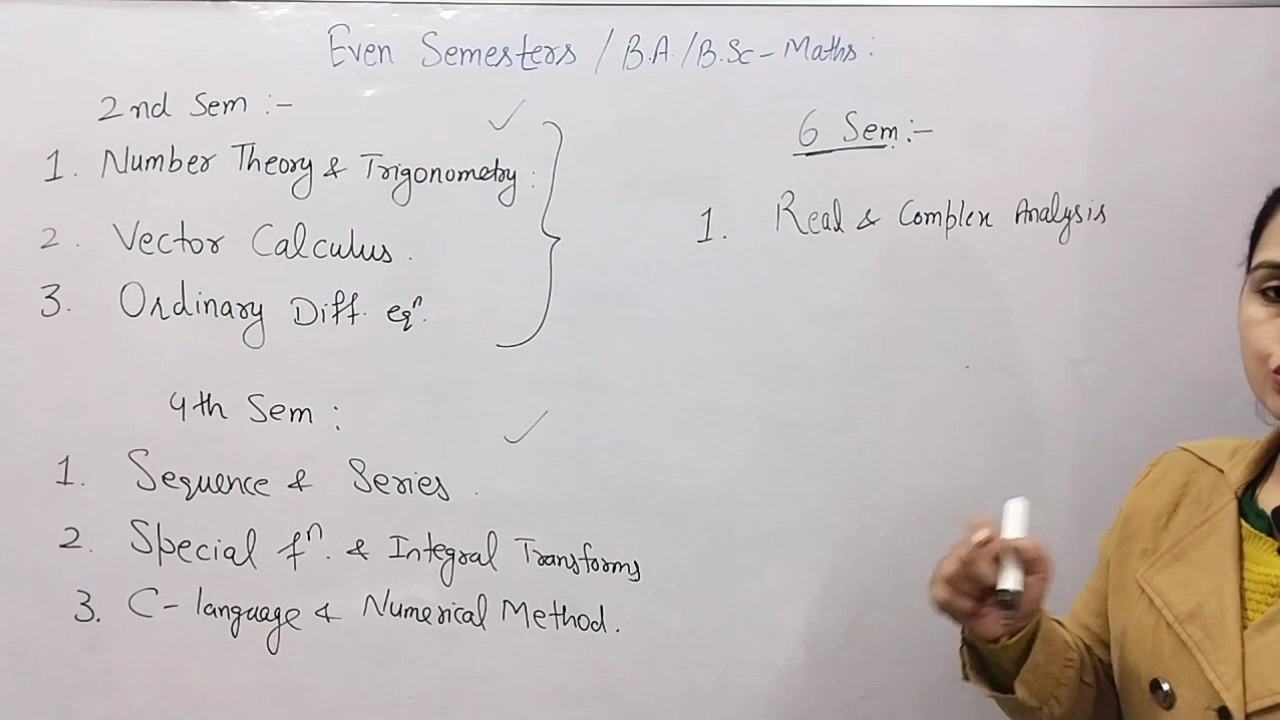 Even Semesters / B.A. / B.Sc - Maths :
2nd Sem :-
1. Number Theory & Trigonometry :
2. Vector Calculus .
3. Ordinary Diff. eqⁿ.
4th Sem :
1. Sequence & Series .
2. Special fⁿ. & Integral Transforms
3. C-language & Numerical Method.
6 Sem :-
1. Real & Complex Analysis